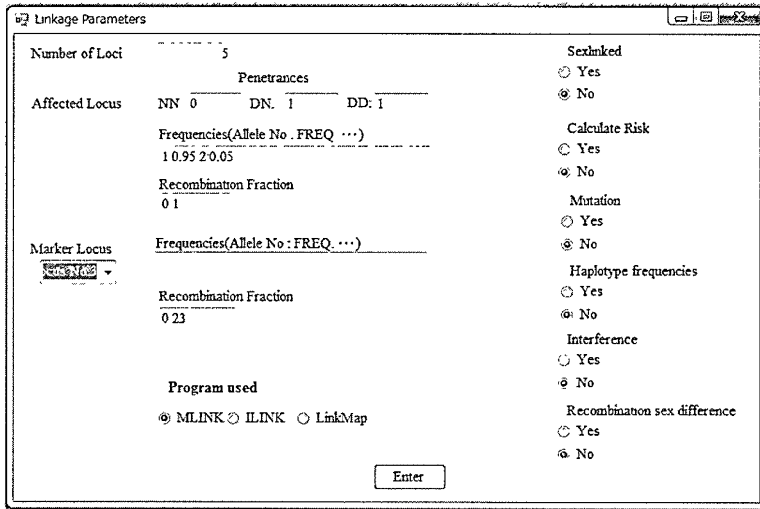 Linkage Parameters
Number of Loci 5
Penetrances
Affected Locus NN 0 DN. 1 DD: 1
Frequencies(Allele No . FREQ ...)
1 0.95 2 0.05
Recombination Fraction
0 1
Marker Locus Frequencies(Allele No : FREQ. ...)
Recombination Fraction
0 23
Program used
MLINK ILINK LinkMap
Sexlinked
Yes
No
Calculate Risk
Yes
No
Mutation
Yes
No
Haplotype frequencies
Yes
No
Interference
Yes
No
Recombination sex difference
Yes
No
Enter